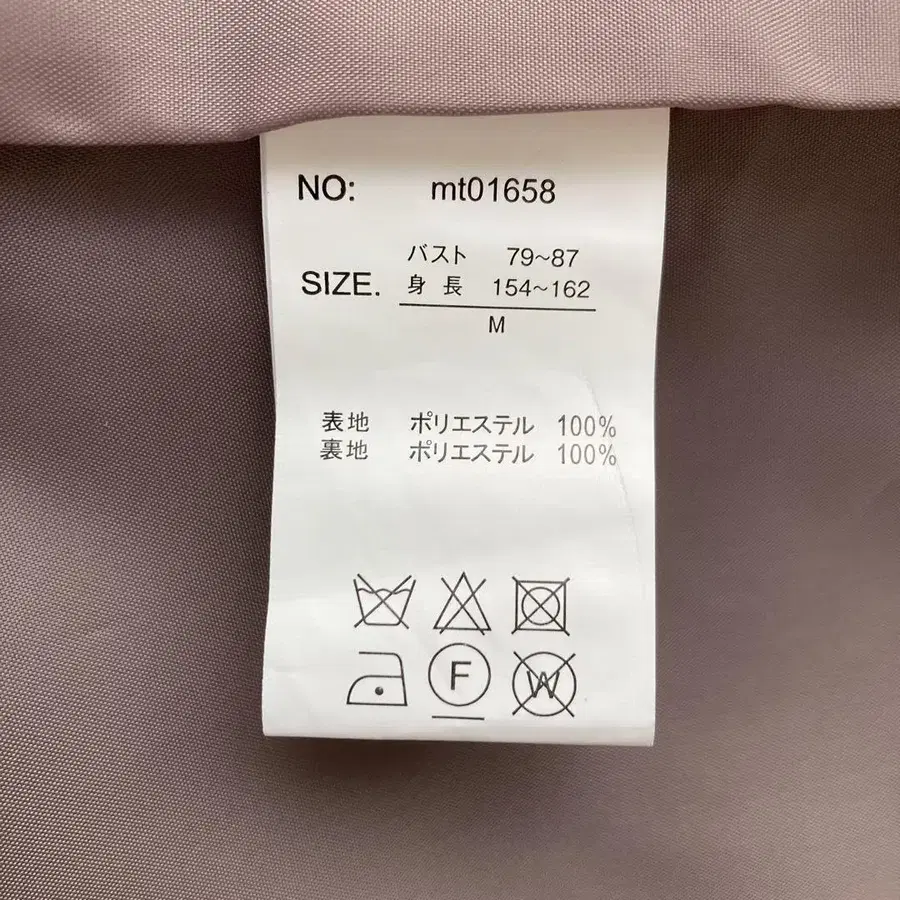 NO: mt01658
バスト 79~87
SIZE. 身長 154~162
M
表地 ポリエステル 100%
裏地 ポリエステル 100%
F
W